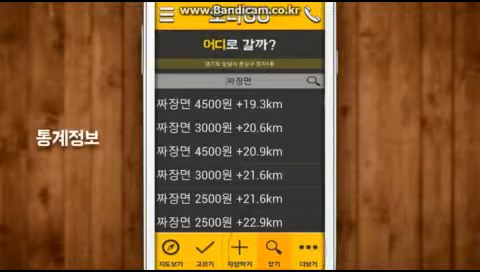 www.Bandicam.co.kr
어디로 갈까?
짜장면
짜장면 4500원 +19.3km
짜장면 3000원 +20.6km
짜장면 4500원 +20.9km
짜장면 3000원 +21.6km
짜장면 2500원 +21.6km
짜장면 2500원 +22.9km
통계정보
지도보기
고르기
자랑하기
찾기
더보기